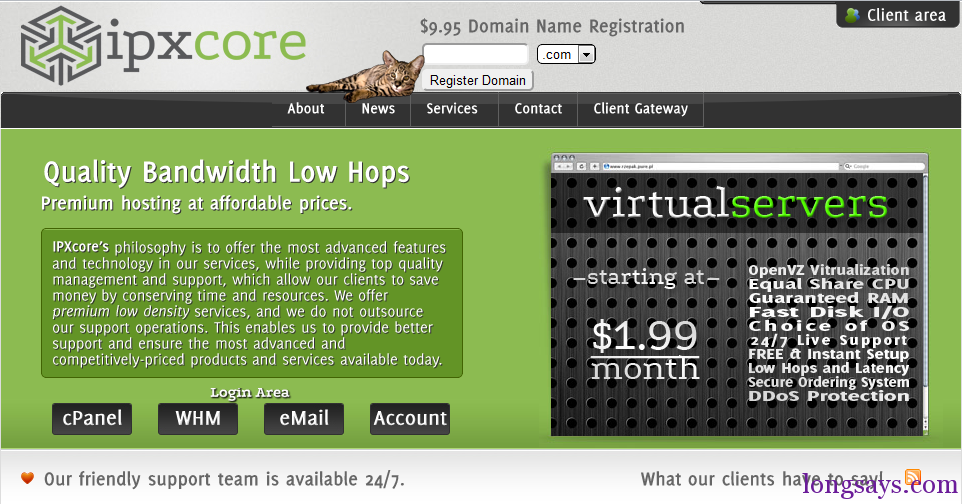 ipxcore
$9.95 Domain Name Registration
.com
Register Domain
Client area
About
News
Services
Contact
Client Gateway
Quality Bandwidth Low Hops
Premium hosting at affordable prices.
IPXcore's philosophy is to offer the most advanced features
and technology in our services, while providing top quality
management and support, which allow our clients to save
money by conserving time and resources. We offer
premium low density services, and we do not outsource
our support operations. This enables us to provide better
support and ensure the most advanced and
competitively-priced products and services available today.
Login Area
cPanel
WHM
eMail
Account
www.rzepak.pure.pl
Google
virtualservers
–starting at–
$1.99
month
OpenVZ Vitrualization
Equal Share CPU
Guaranteed RAM
Fast Disk I/O
Choice of OS
24/7 Live Support
FREE & Instant Setup
Low Hops and Latency
Secure Ordering System
DDoS Protection
Our friendly support team is available 24/7.
What our clients have to say!
longsays.com